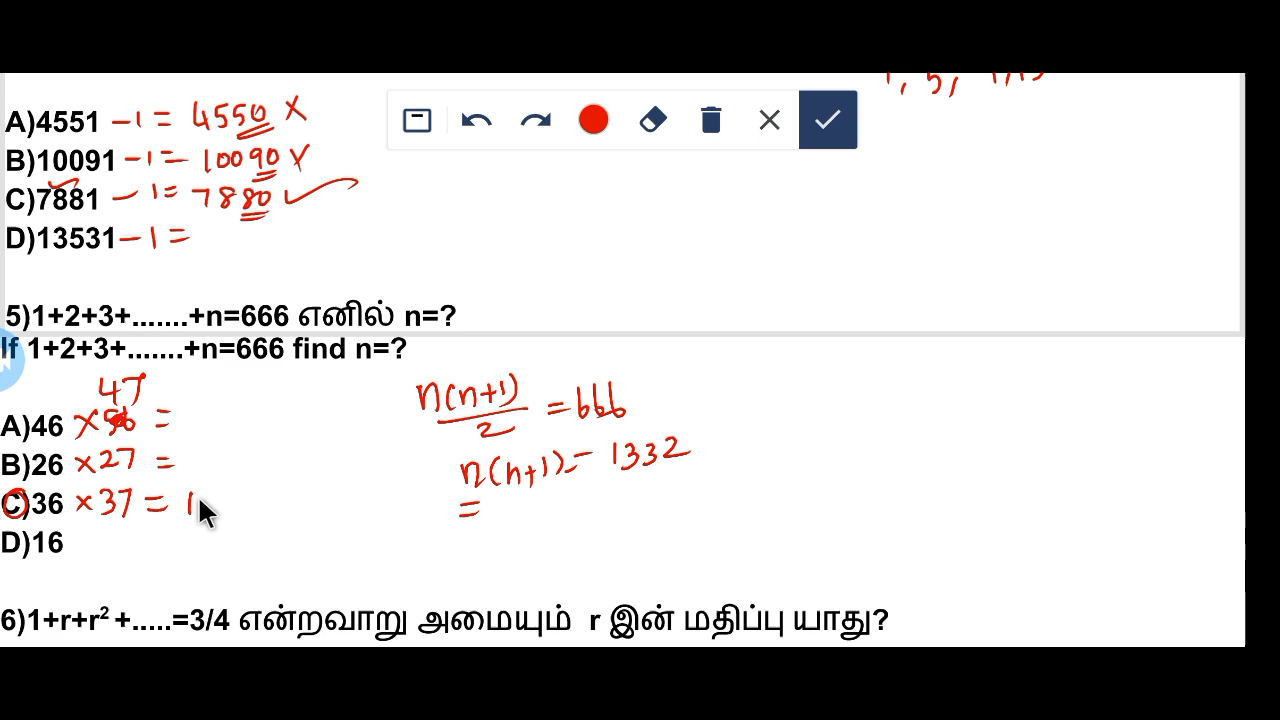 A)4551 -1 = 4550 X
B)10091 -1 = 10090 X
C)7881 -1 = 7880 ✓
D)13531 -1 =
5)1+2+3+.......+n=666 எனில் n=?
If 1+2+3+.......+n=666 find n=?
47
A)46 × =
B)26 ×27 =
C)36 ×37 = 1
D)16
n(n+1)/2 = 666
n(n+1) = 1332
=
6)1+r+r² +.....=3/4 என்றவாறு அமையும் r இன் மதிப்பு யாது?